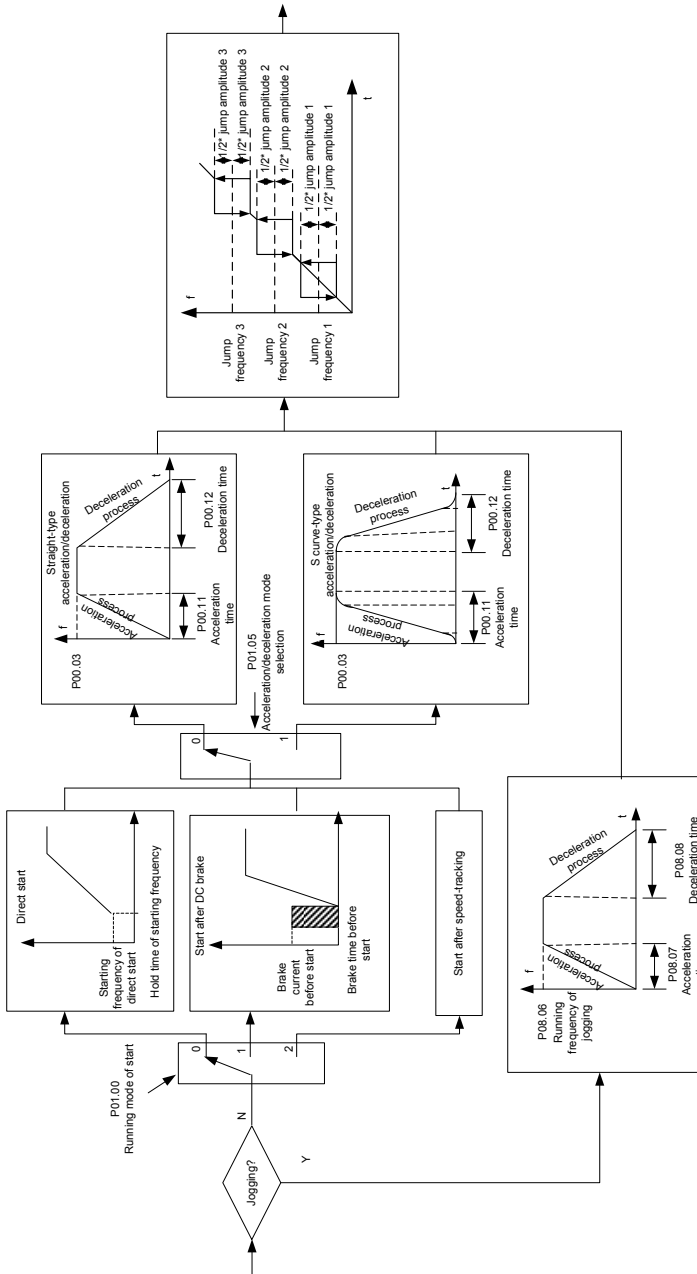 Jogging?
N
Y
P01.00
Running mode of start
0
1
2
Direct start
Starting
frequency of
direct start
Hold time of starting frequency
Start after DC brake
Brake
current
before start
Brake time before
start
Start after speed-tracking
P01.05
Acceleration/deceleration mode
selection
0
1
Straight-type
acceleration/deceleration
f
P00.03
Acceleration
process
Deceleration
process
t
P00.11
Acceleration
time
P00.12
Deceleration time
S curve-type
acceleration/deceleration
f
P00.03
Acceleration
process
Deceleration
process
t
P00.11
Acceleration
time
P00.12
Deceleration time
f
P08.06
Running
frequency of
jogging
Acceleration
process
Deceleration
process
t
P08.07
Acceleration
P08.08
Deceleration time
f
Jump
frequency 3
Jump
frequency 2
Jump
frequency 1
1/2* jump amplitude 3
1/2* jump amplitude 3
1/2* jump amplitude 2
1/2* jump amplitude 2
1/2* jump amplitude 1
1/2* jump amplitude 1
t